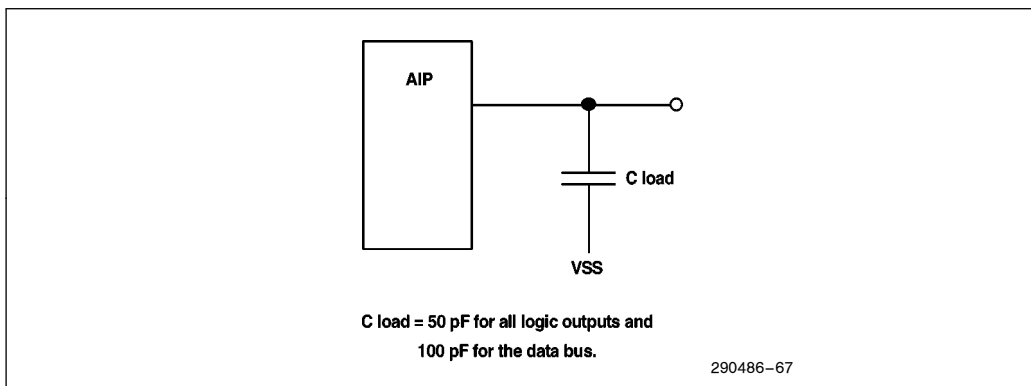 AIP
C load
VSS
C load = 50 pF for all logic outputs and
100 pF for the data bus.
290486–67